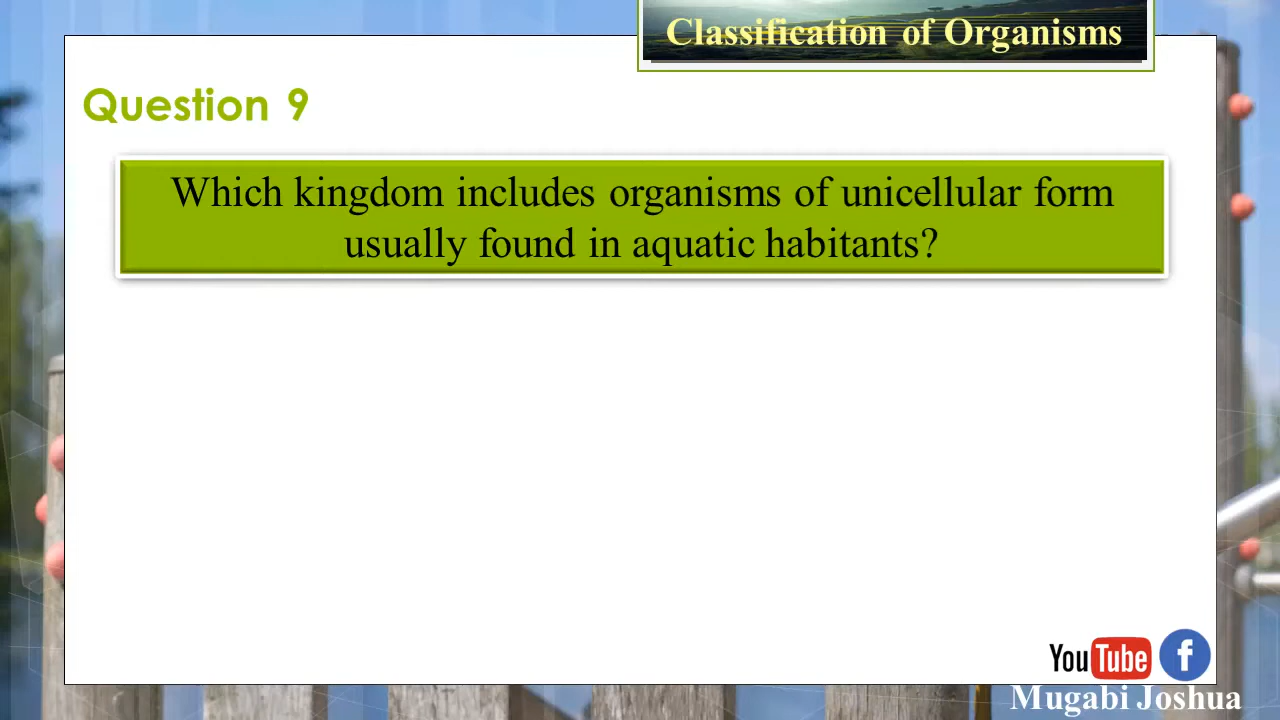 Classification of Organisms
Question 9
Which kingdom includes organisms of unicellular form
usually found in aquatic habitants?
YouTube f
Mugabi Joshua